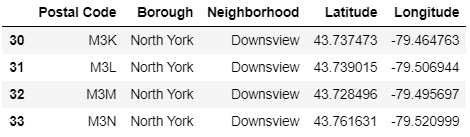 Postal Code Borough Neighborhood Latitude Longitude
30 M3K North York Downsview 43.737473 -79.464763
31 M3L North York Downsview 43.739015 -79.506944
32 M3M North York Downsview 43.728496 -79.495697
33 M3N North York Downsview 43.761631 -79.520999